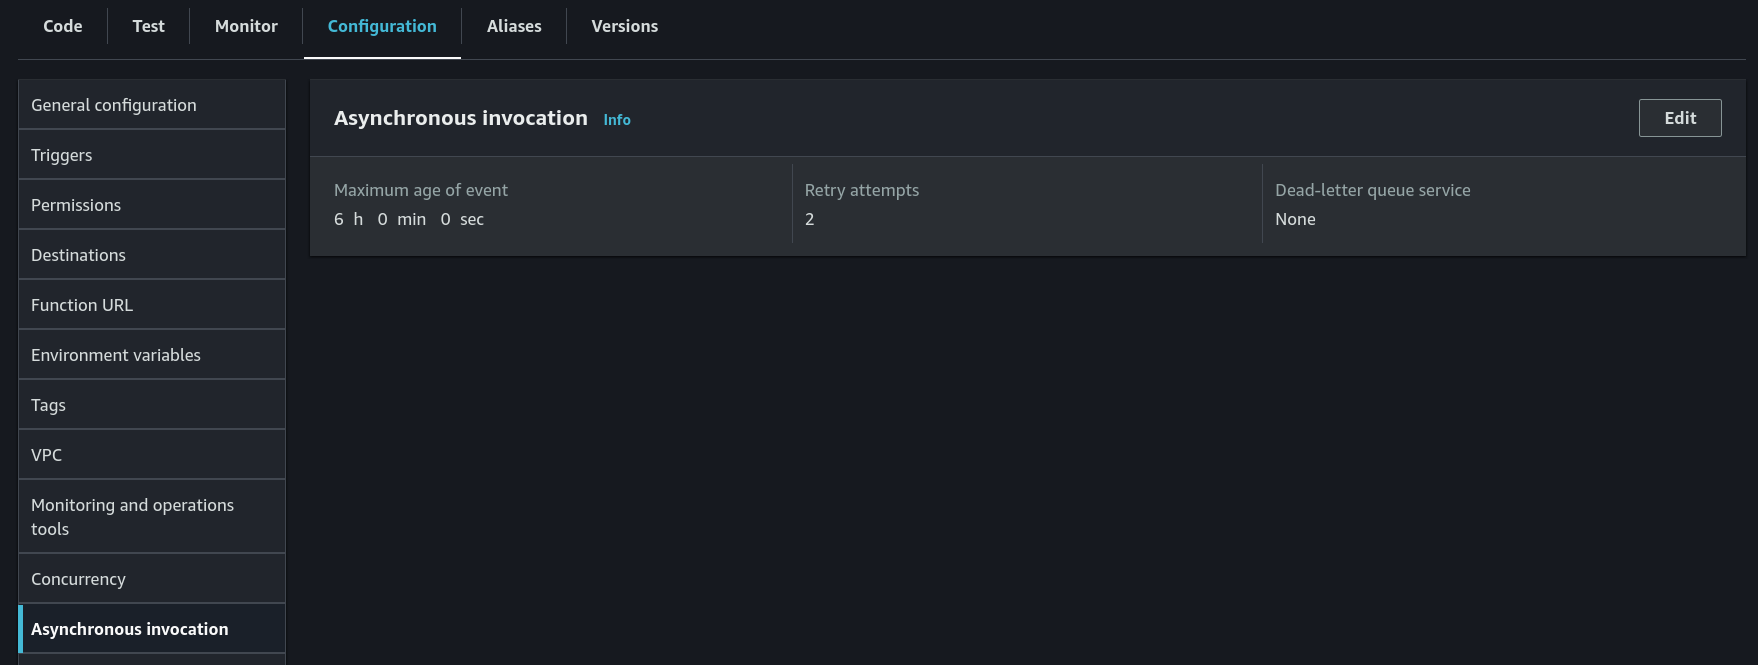 Code Test Monitor Configuration Aliases Versions
General configuration
Triggers
Permissions
Destinations
Function URL
Environment variables
Tags
VPC
Monitoring and operations
tools
Concurrency
Asynchronous invocation
Asynchronous invocation Info
Edit
Maximum age of event
6 h 0 min 0 sec
Retry attempts
2
Dead-letter queue service
None